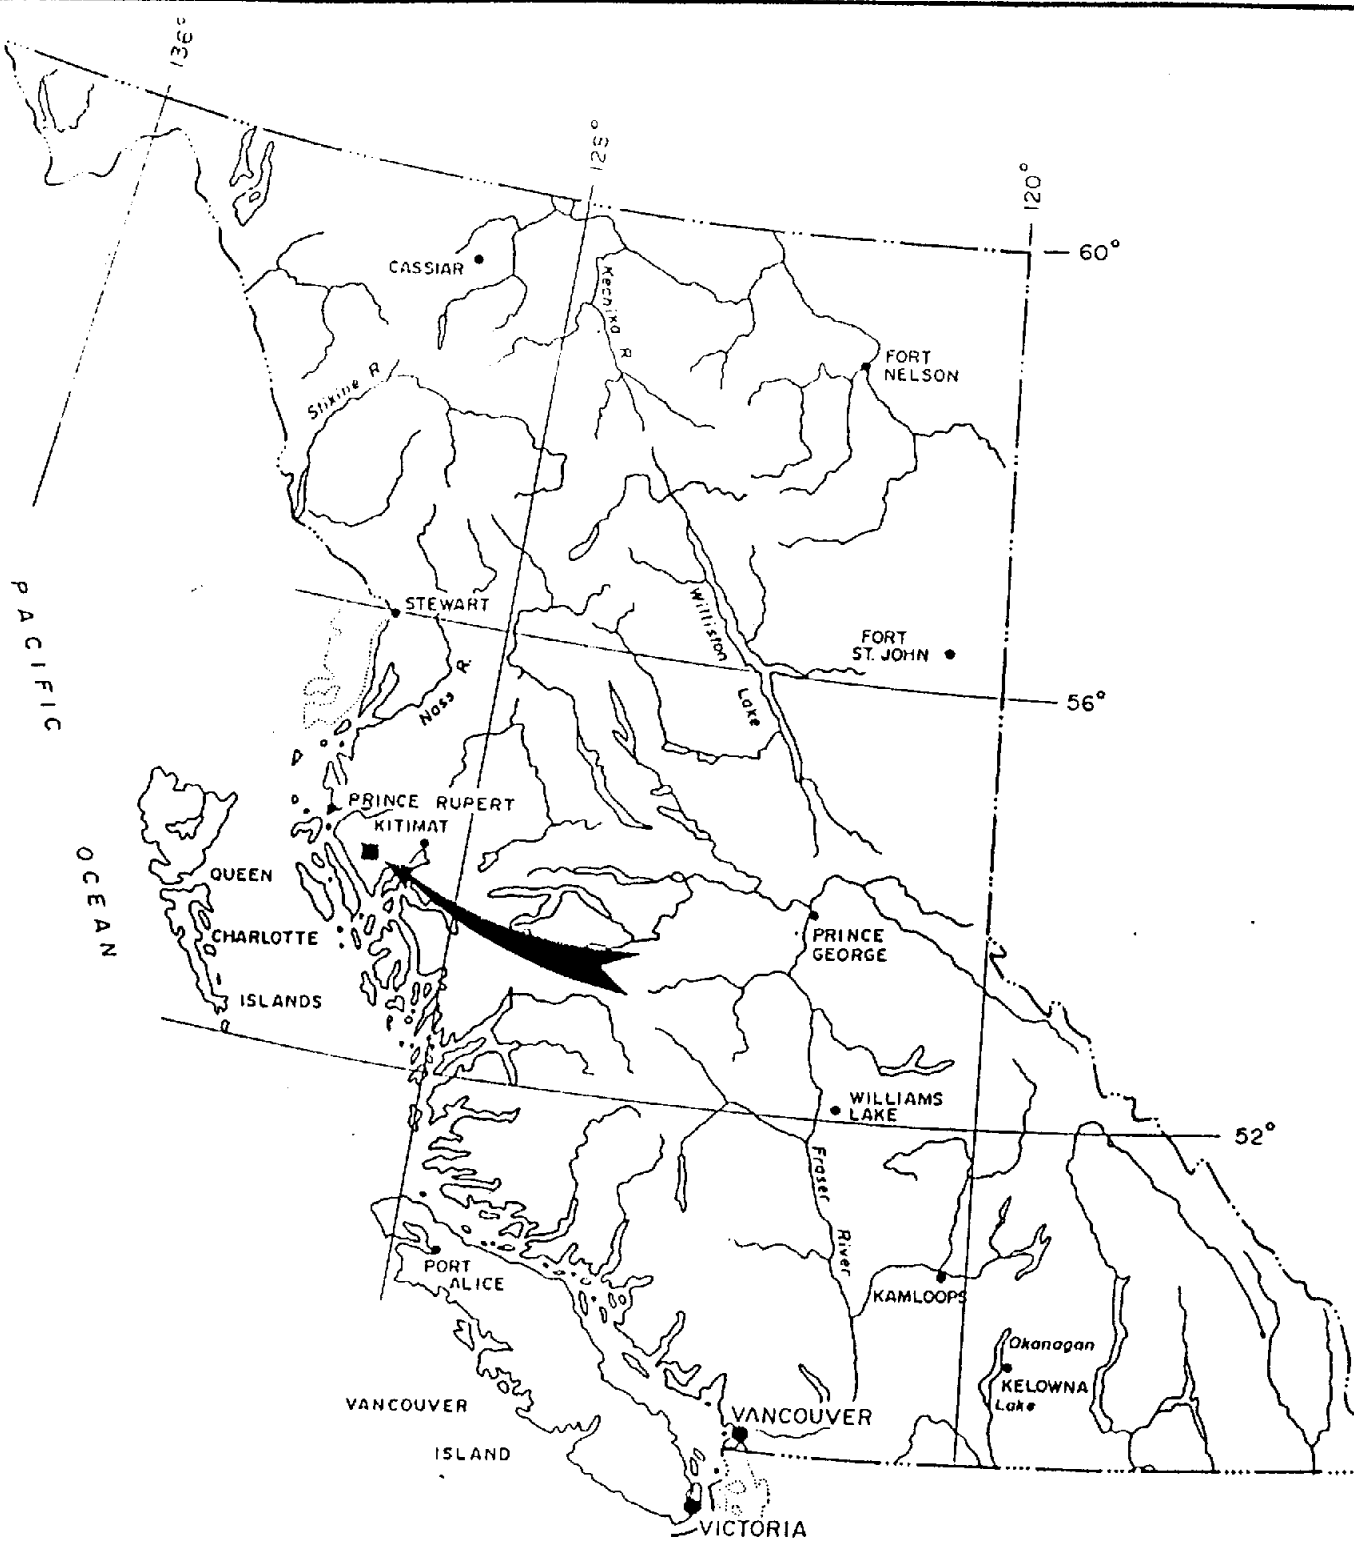 136°
128°
120°
60°
CASSIAR
Kechika R
FORT
NELSON
Stikine R
PACIFIC
STEWART
Williston
FORT
ST. JOHN
Nass R.
Lake
56°
PRINCE RUPERT
KITIMAT
OCEAN
QUEEN
CHARLOTTE
PRINCE
GEORGE
ISLANDS
WILLIAMS
LAKE
52°
Fraser
River
PORT
ALICE
KAMLOOPS
Okanagan
KELOWNA
Lake
VANCOUVER
VANCOUVER
ISLAND
VICTORIA